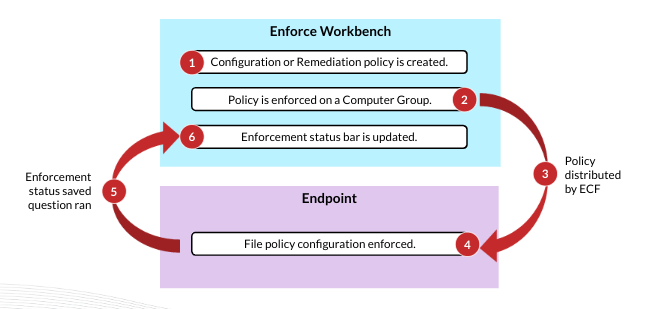 Enforce Workbench
1 Configuration or Remediation policy is created.
Policy is enforced on a Computer Group. 2
6 Enforcement status bar is updated.
3 Policy
distributed
by ECF
Endpoint
File policy configuration enforced. 4
Enforcement
status saved
question ran
5